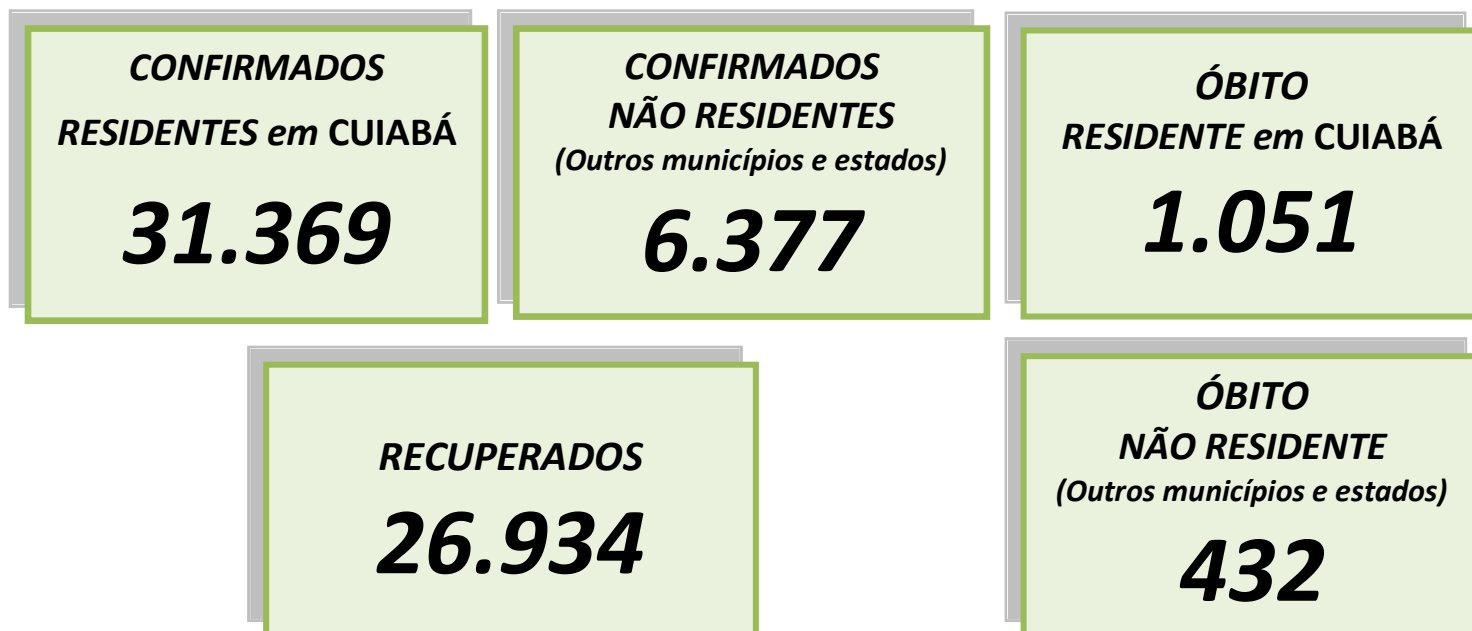 CONFIRMADOS
RESIDENTES em CUIABÁ
31.369
CONFIRMADOS
NÃO RESIDENTES
(Outros municípios e estados)
6.377
ÓBITO
RESIDENTE em CUIABÁ
1.051
RECUPERADOS
26.934
ÓBITO
NÃO RESIDENTE
(Outros municípios e estados)
432